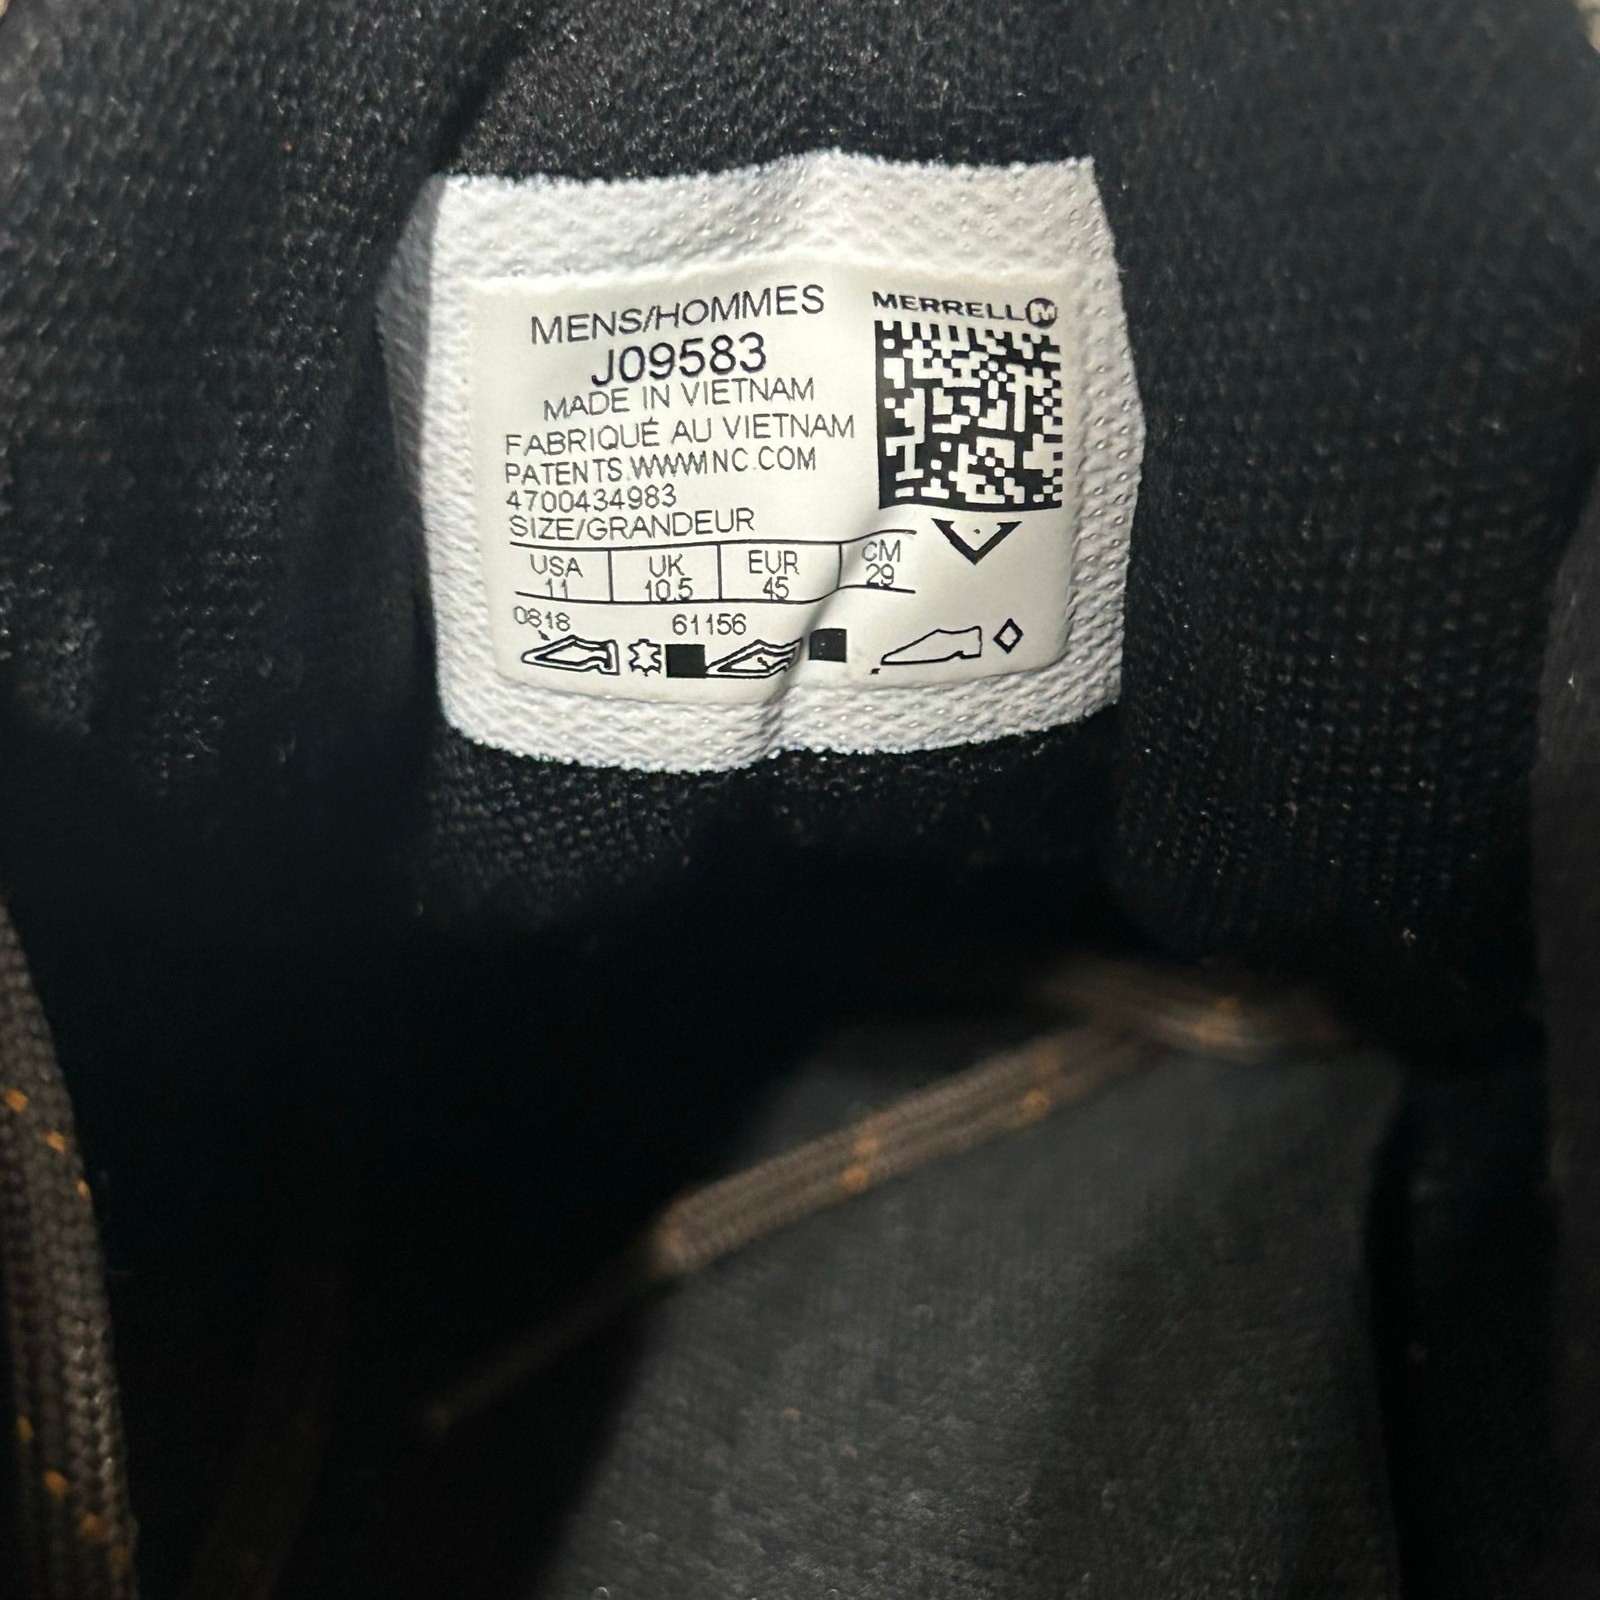 MENS/HOMMES
J09583
MADE IN VIETNAM
FABRIQUÉ AU VIETNAM
PATENTS.WWWINC.COM
4700434983
SIZE/GRANDEUR
USA UK EUR CM
11 10.5 45 29
0818 61156
MERRELL M